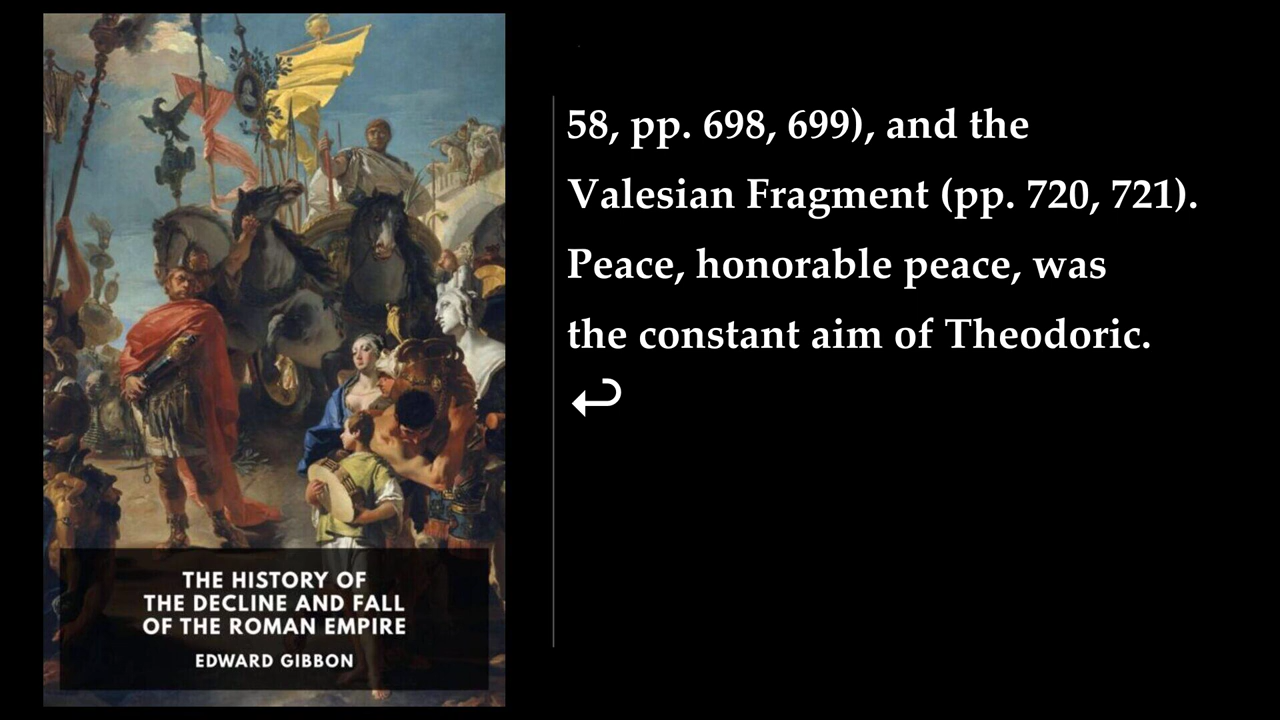 58, pp. 698, 699), and the
Valesian Fragment (pp. 720, 721).
Peace, honorable peace, was
the constant aim of Theodoric.
↩
THE HISTORY OF
THE DECLINE AND FALL
OF THE ROMAN EMPIRE
EDWARD GIBBON